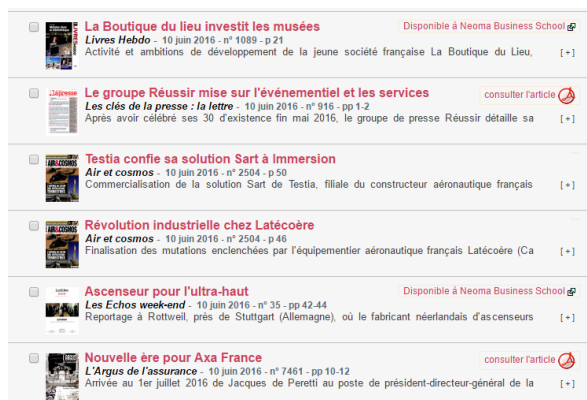 La Boutique du lieu investit les musées Disponible à Neoma Business School
Livres Hebdo - 10 juin 2016 - n° 1089 - p 21
Activité et ambitions de développement de la jeune société française La Boutique du Lieu, [+]
Le groupe Réussir mise sur l'événementiel et les services consulter l'article
Les clés de la presse : la lettre - 10 juin 2016 - n° 916 - pp 1-2
Après avoir célébré ses 30 d'existence fin mai 2016, le groupe de presse Réussir détaille sa [+]
Testia confie sa solution Sart à Immersion
Air et cosmos - 10 juin 2016 - n° 2504 - p 50
Commercialisation de la solution Sart de Testia, filiale du constructeur aéronautique français [+]
Révolution industrielle chez Latécoère
Air et cosmos - 10 juin 2016 - n° 2504 - p 46
Finalisation des mutations enclenchées par l'équipementier aéronautique français Latécoère (Ca [+]
Ascenseur pour l'ultra-haut Disponible à Neoma Business School
Les Echos week-end - 10 juin 2016 - n° 35 - pp 42-44
Reportage à Rottweil, près de Stuttgart (Allemagne), où le fabricant néerlandais d'ascenseurs [+]
Nouvelle ère pour Axa France consulter l'article
L'Argus de l'assurance - 10 juin 2016 - n° 7461 - pp 10-12
Arrivée au 1er juillet 2016 de Jacques de Peretti au poste de président-directeur-général de la [+]